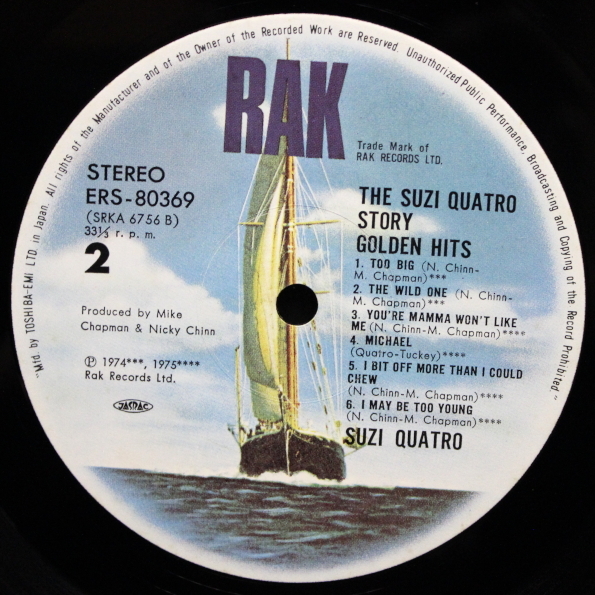 "Mfd. by TOSHIBA-EMI LTD. in Japan. All rights of the Manufacturer and of the Owner of the Recorded Work are Reserved. Unauthorized Public Performance, Broadcasting and Copying of the Record Prohibited"
RAK
Trade Mark of
RAK RECORDS LTD.
STEREO
ERS-80369
(SRKA 6756 B)
33⅓ r. p. m.
2
Produced by Mike
Chapman & Nicky Chinn
Ⓟ 1974***, 1975****
Rak Records Ltd.
JASRAC
THE SUZI QUATRO
STORY
GOLDEN HITS
1. TOO BIG (N. Chinn-
M. Chapman)***
2. THE WILD ONE (N. Chinn-
M. Chapman)***
3. YOU'RE MAMMA WON'T LIKE
ME (N. Chinn-M. Chapman)****
4. MICHAEL
(Quatro-Tuckey)****
5. I BIT OFF MORE THAN I COULD
CHEW
(N. Chinn-M. Chapman)****
6. I MAY BE TOO YOUNG
(N. Chinn-M. Chapman)****
SUZI QUATRO